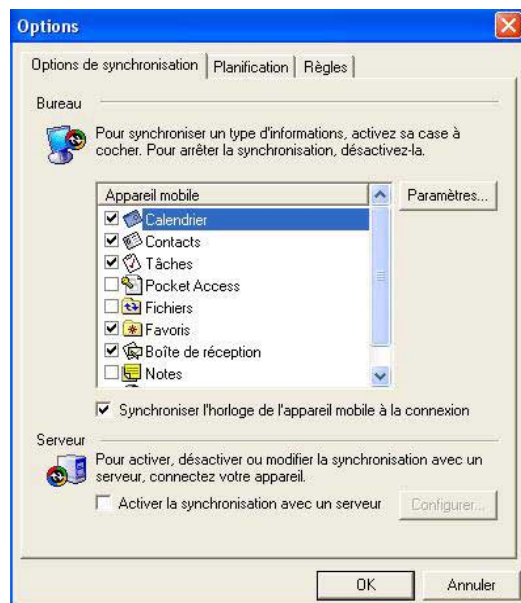 Options
Options de synchronisation Planification Règles
Bureau
Pour synchroniser un type d'informations, activez sa case à
cocher. Pour arrêter la synchronisation, désactivez-la.
Appareil mobile
Paramètres...
Calendrier
Contacts
Tâches
Pocket Access
Fichiers
Favoris
Boîte de réception
Notes
Synchroniser l'horloge de l'appareil mobile à la connexion
Serveur
Pour activer, désactiver ou modifier la synchronisation avec un
serveur, connectez votre appareil.
Activer la synchronisation avec un serveur Configurer...
OK Annuler